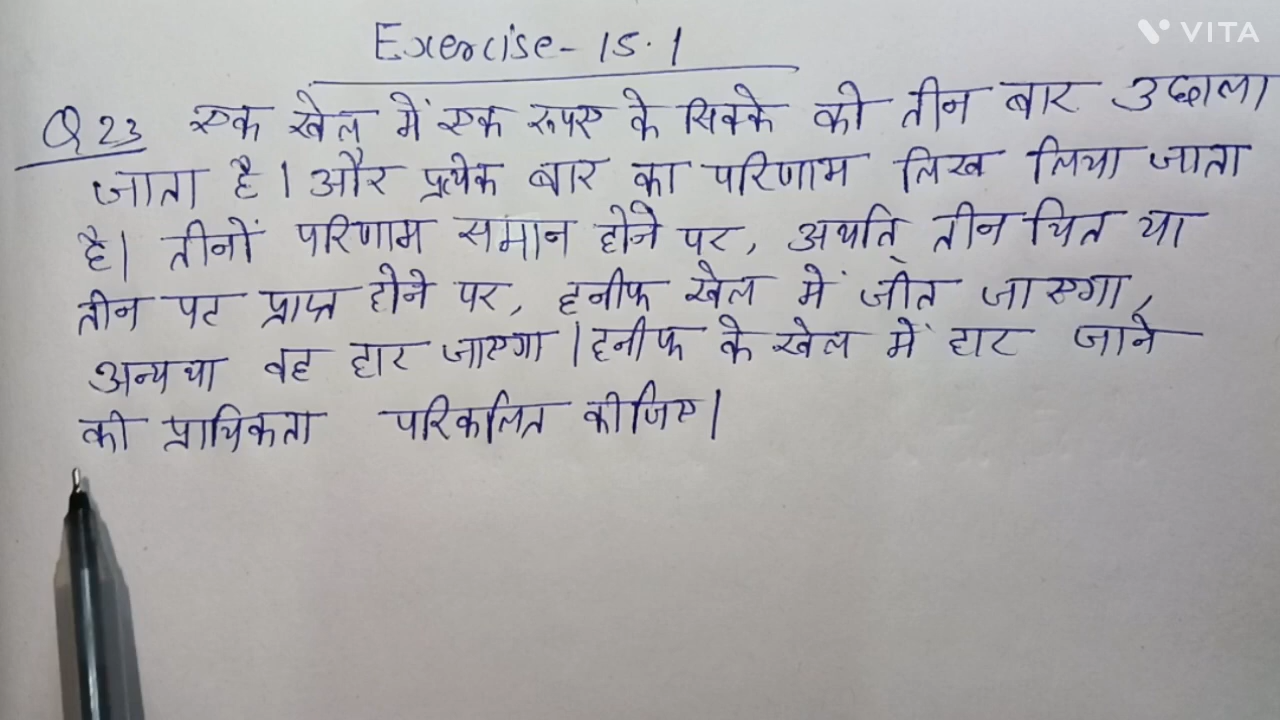 VITA
Exercise-15.1
Q23 एक खेल में एक रुपए के सिक्के को तीन बार उछाला
जाता है। और प्रत्येक बार का परिणाम लिख लिया जाता
है। तीनों परिणाम समान होने पर, अर्थात् तीन चित या
तीन पट प्राप्त होने पर, हनीफ खेल में जीत जाएगा,
अन्यथा वह हार जाएगा। हनीफ के खेल में हार जाने
की प्रायिकता परिकलित कीजिए।